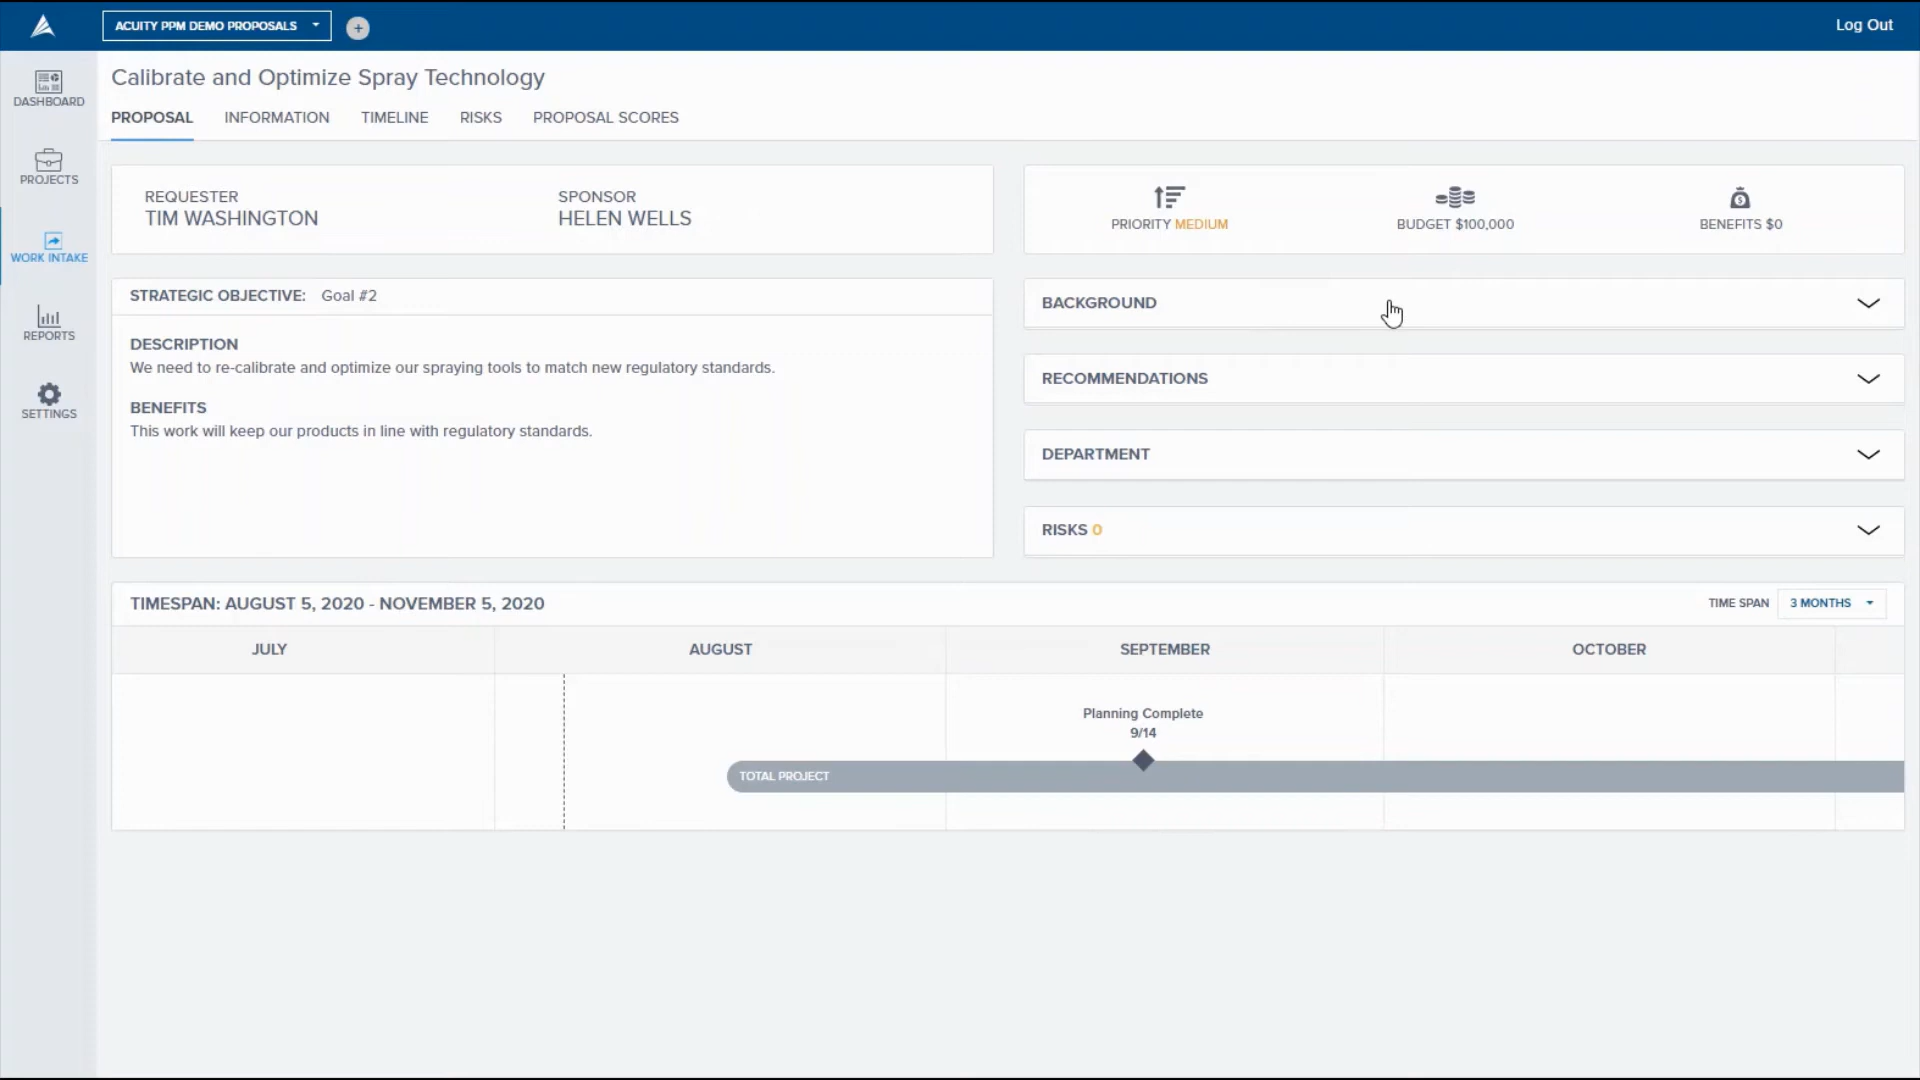 ACUITY PPM DEMO PROPOSALS
+
Log Out
DASHBOARD
PROJECTS
WORK INTAKE
REPORTS
SETTINGS
Calibrate and Optimize Spray Technology
PROPOSAL INFORMATION TIMELINE RISKS PROPOSAL SCORES
REQUESTER
TIM WASHINGTON
SPONSOR
HELEN WELLS
PRIORITY MEDIUM
BUDGET $100,000
BENEFITS $0
STRATEGIC OBJECTIVE: Goal #2
DESCRIPTION
We need to re-calibrate and optimize our spraying tools to match new regulatory standards.
BENEFITS
This work will keep our products in line with regulatory standards.
BACKGROUND
RECOMMENDATIONS
DEPARTMENT
RISKS 0
TIMESPAN: AUGUST 5, 2020 - NOVEMBER 5, 2020
TIME SPAN 3 MONTHS
JULY AUGUST SEPTEMBER OCTOBER
Planning Complete
9/14
TOTAL PROJECT